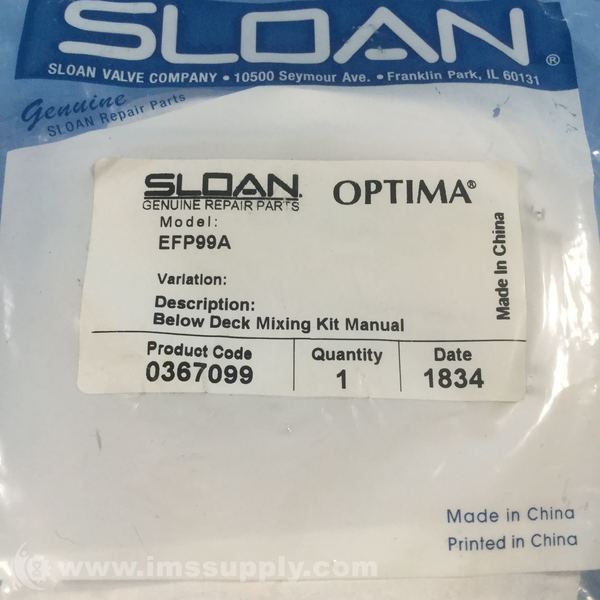 SLOAN®
SLOAN VALVE COMPANY • 10500 Seymour Ave. • Franklin Park, IL 60131
Genuine
SLOAN Repair Parts
SLOAN. OPTIMA®
GENUINE REPAIR PARTS
Model:
EFP99A
Variation:
Description:
Below Deck Mixing Kit Manual
Made In China
Product Code Quantity Date
0367099 1 1834
Made in China
Printed in China
www.imssupply.com